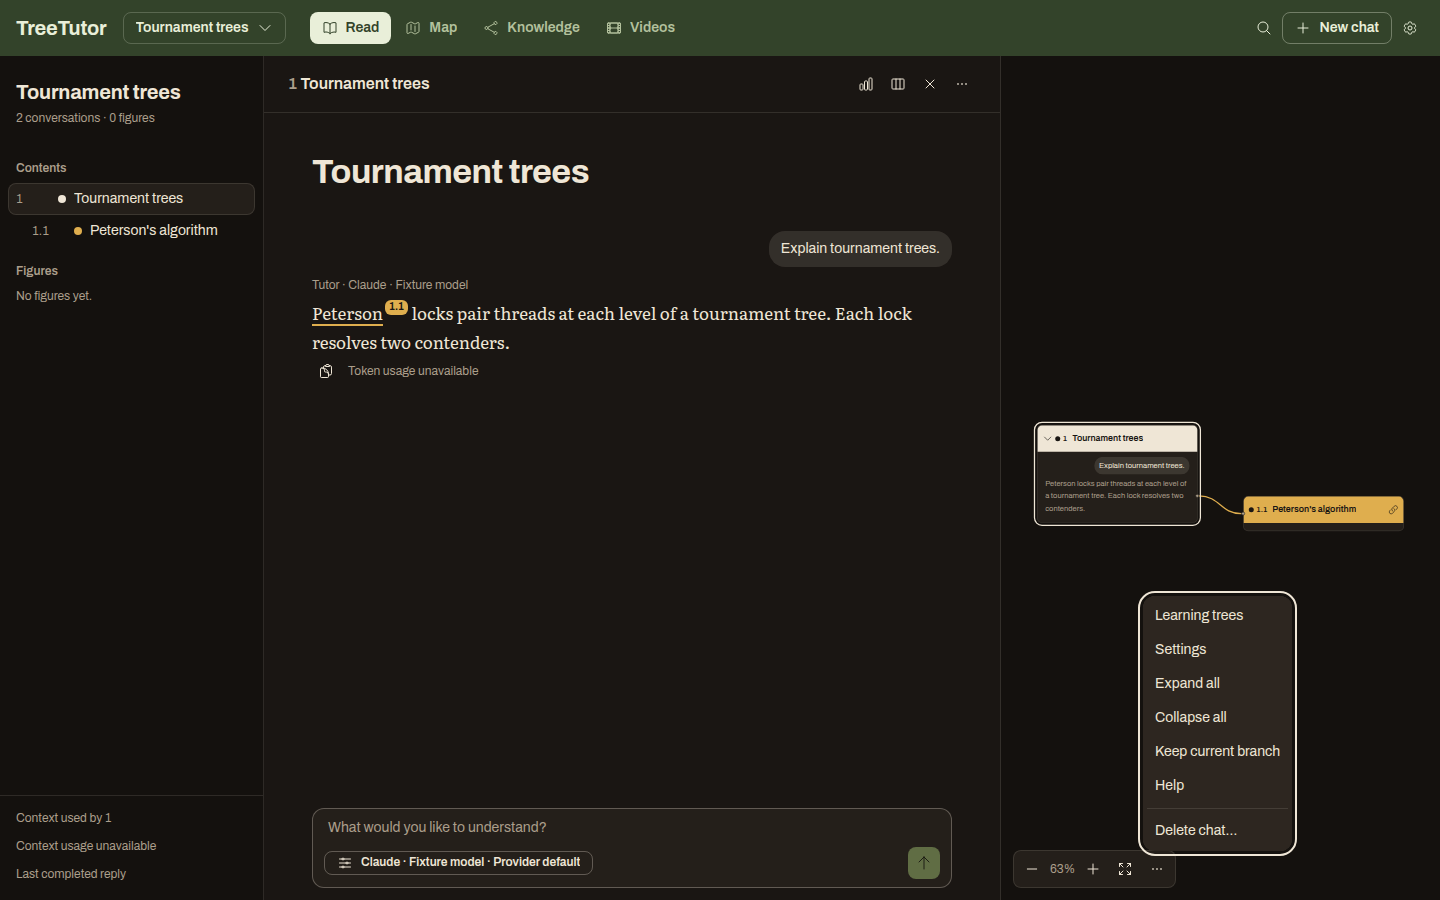 TreeTutor
Tournament trees
Read
Map
Knowledge
Videos
New chat
Tournament trees
2 conversations · 0 figures
Contents
1 Tournament trees
1.1 Peterson's algorithm
Figures
No figures yet.
Context used by 1
Context usage unavailable
Last completed reply
1 Tournament trees
Tournament trees
Explain tournament trees.
Tutor · Claude · Fixture model
Peterson 1.1 locks pair threads at each level of a tournament tree. Each lock
resolves two contenders.
Token usage unavailable
What would you like to understand?
Claude · Fixture model · Provider default
1 Tournament trees
Explain tournament trees.
Peterson locks pair threads at each level of
a tournament tree. Each lock resolves two
contenders.
1.1 Peterson's algorithm
Learning trees
Settings
Expand all
Collapse all
Keep current branch
Help
Delete chat...
63%